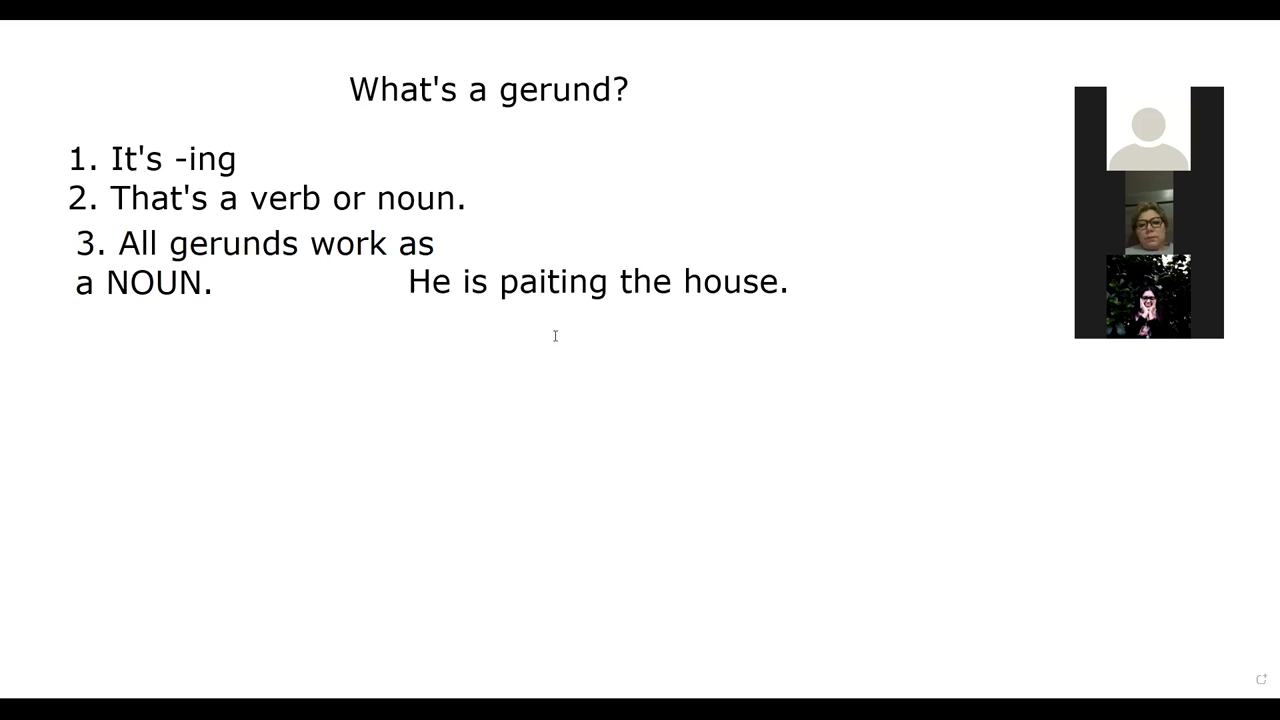 What's a gerund?
1. It's -ing
2. That's a verb or noun.
3. All gerunds work as
a NOUN.
He is paiting the house.